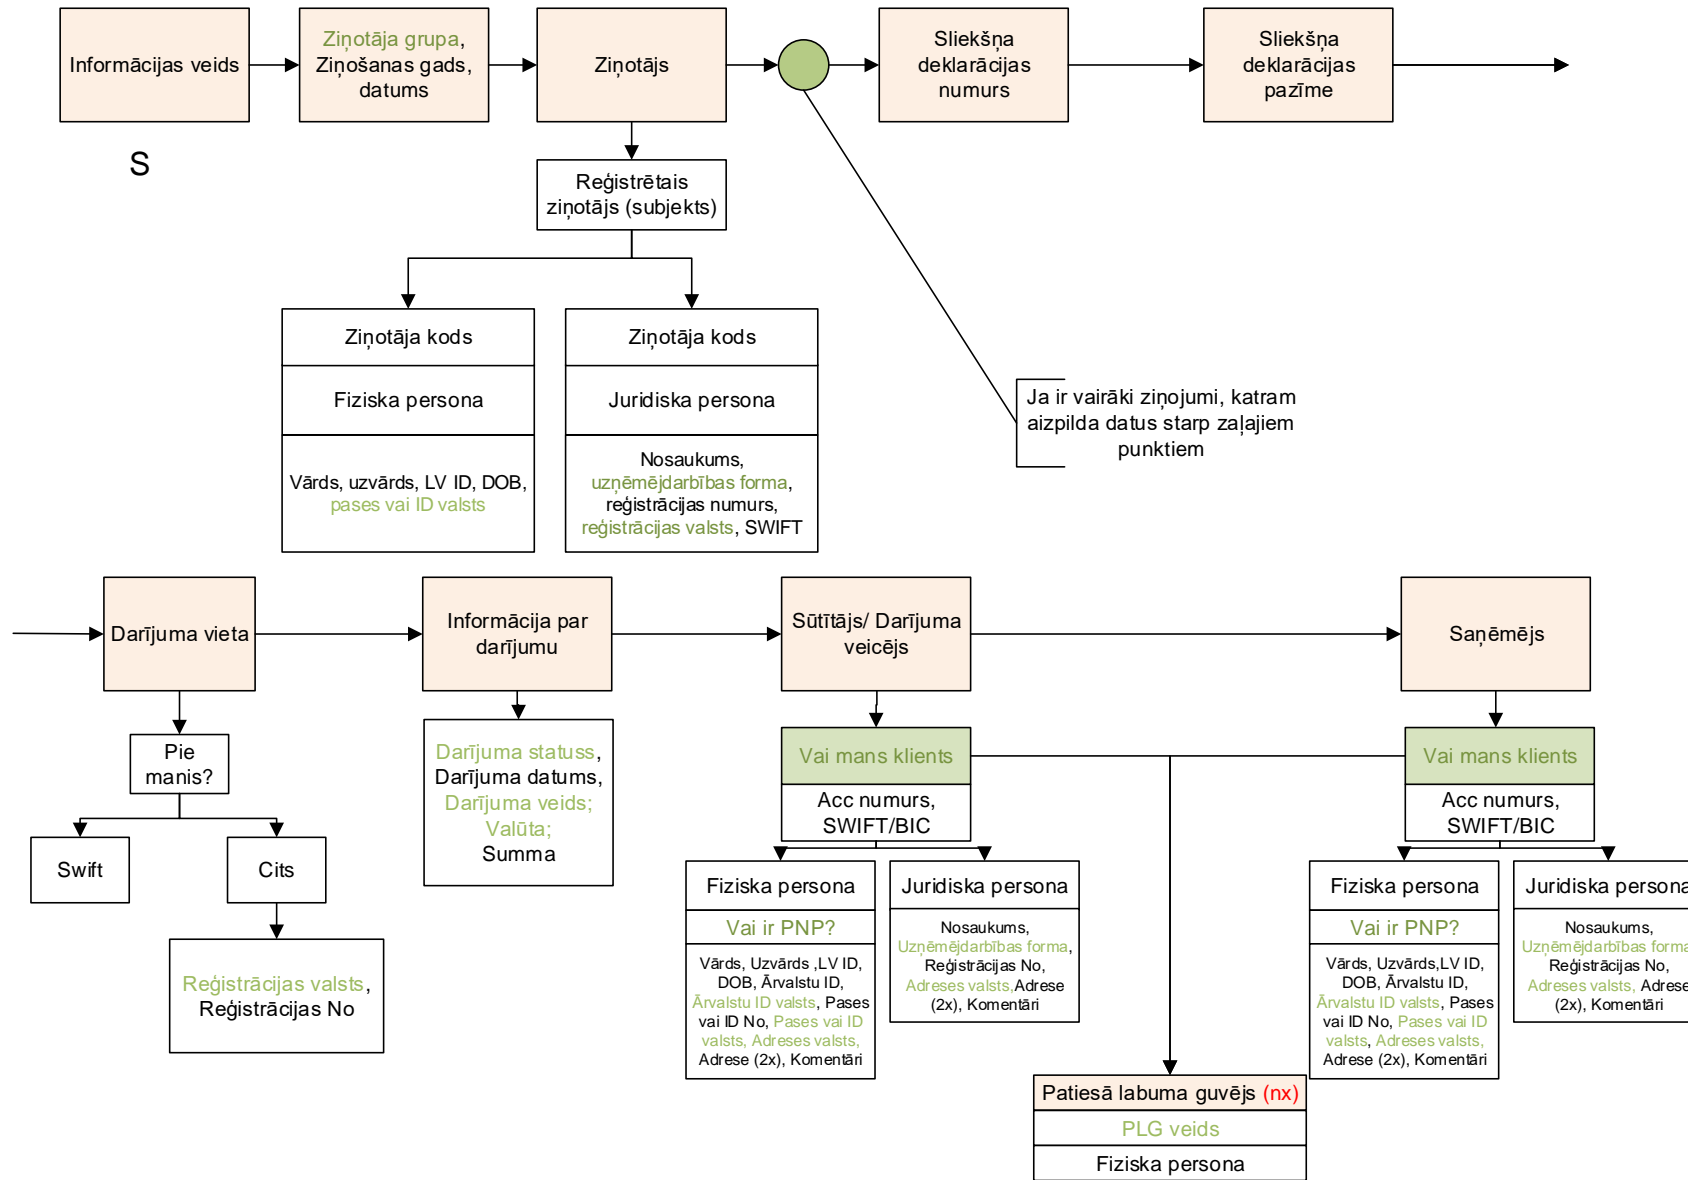 Informācijas veids
Ziņotāja grupa,
Ziņošanas gads,
datums
Ziņotājs
Sliekšņa
deklarācijas
numurs
Sliekšņa
deklarācijas
pazīme
S
Reģistrētais
ziņotājs (subjekts)
Ziņotāja kods
Fiziska persona
Vārds, uzvārds, LV ID, DOB,
pases vai ID valsts
Ziņotāja kods
Juridiska persona
Nosaukums,
uzņēmējdarbības forma,
reģistrācijas numurs,
reģistrācijas valsts, SWIFT
Ja ir vairāki ziņojumi, katram
aizpilda datus starp zaļajiem
punktiem
Darījuma vieta
Informācija par
darījumu
Sūtītājs/ Darījuma
veicējs
Saņēmējs
Pie
manis?
Swift
Cits
Reģistrācijas valsts,
Reģistrācijas No
Darījuma statuss,
Darījuma datums,
Darījuma veids;
Valūta;
Summa
Vai mans klients
Acc numurs,
SWIFT/BIC
Fiziska persona
Vai ir PNP?
Vārds, Uzvārds ,LV ID,
DOB, Ārvalstu ID,
Ārvalstu ID valsts, Pases
vai ID No, Pases vai ID
valsts, Adreses valsts,
Adrese (2x), Komentāri
Juridiska persona
Nosaukums,
Uzņēmējdarbības forma,
Reģistrācijas No,
Adreses valsts,Adrese
(2x), Komentāri
Vai mans klients
Acc numurs,
SWIFT/BIC
Fiziska persona
Vai ir PNP?
Vārds, Uzvārds,LV ID,
DOB, Ārvalstu ID,
Ārvalstu ID valsts, Pases
vai ID No, Pases vai ID
valsts, Adreses valsts,
Adrese (2x), Komentāri
Juridiska persona
Nosaukums,
Uzņēmējdarbības forma
Reģistrācijas No,
Adreses valsts, Adrese
(2x), Komentāri
Patiesā labuma guvējs (nx)
PLG veids
Fiziska persona